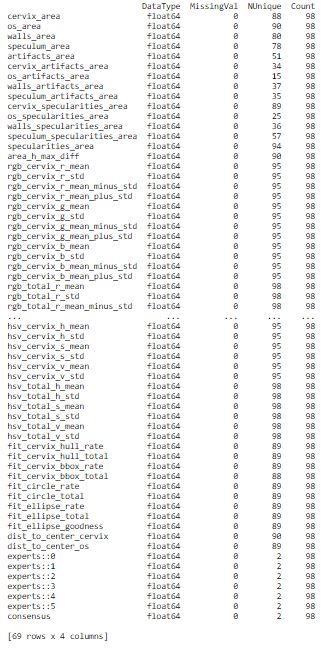 DataType MissingVal NUnique Count
cervix_area float64 0 88 98
os_area float64 0 90 98
walls_area float64 0 80 98
speculum_area float64 0 78 98
artifacts_area float64 0 51 98
cervix_artifacts_area float64 0 34 98
os_artifacts_area float64 0 15 98
walls_artifacts_area float64 0 37 98
speculum_artifacts_area float64 0 35 98
cervix_specularities_area float64 0 89 98
os_specularities_area float64 0 25 98
walls_specularities_area float64 0 36 98
speculum_specularities_area float64 0 57 98
specularities_area float64 0 94 98
area_h_max_diff float64 0 90 98
rgb_cervix_r_mean float64 0 95 98
rgb_cervix_r_std float64 0 95 98
rgb_cervix_r_mean_minus_std float64 0 95 98
rgb_cervix_r_mean_plus_std float64 0 95 98
rgb_cervix_g_mean float64 0 95 98
rgb_cervix_g_std float64 0 95 98
rgb_cervix_g_mean_minus_std float64 0 95 98
rgb_cervix_g_mean_plus_std float64 0 95 98
rgb_cervix_b_mean float64 0 95 98
rgb_cervix_b_std float64 0 95 98
rgb_cervix_b_mean_minus_std float64 0 95 98
rgb_cervix_b_mean_plus_std float64 0 95 98
rgb_total_r_mean float64 0 98 98
rgb_total_r_std float64 0 98 98
rgb_total_r_mean_minus_std float64 0 98 98
... ... ... ... ...
hsv_cervix_h_mean float64 0 95 98
hsv_cervix_h_std float64 0 95 98
hsv_cervix_s_mean float64 0 95 98
hsv_cervix_s_std float64 0 95 98
hsv_cervix_v_mean float64 0 95 98
hsv_cervix_v_std float64 0 95 98
hsv_total_h_mean float64 0 98 98
hsv_total_h_std float64 0 98 98
hsv_total_s_mean float64 0 98 98
hsv_total_s_std float64 0 98 98
hsv_total_v_mean float64 0 98 98
hsv_total_v_std float64 0 98 98
fit_cervix_hull_rate float64 0 89 98
fit_cervix_hull_total float64 0 89 98
fit_cervix_bbox_rate float64 0 89 98
fit_cervix_bbox_total float64 0 88 98
fit_circle_rate float64 0 89 98
fit_circle_total float64 0 89 98
fit_ellipse_rate float64 0 89 98
fit_ellipse_total float64 0 89 98
fit_ellipse_goodness float64 0 89 98
dist_to_center_cervix float64 0 90 98
dist_to_center_os float64 0 89 98
experts::0 float64 0 2 98
experts::1 float64 0 2 98
experts::2 float64 0 2 98
experts::3 float64 0 2 98
experts::4 float64 0 2 98
experts::5 float64 0 2 98
consensus float64 0 2 98
[69 rows x 4 columns]